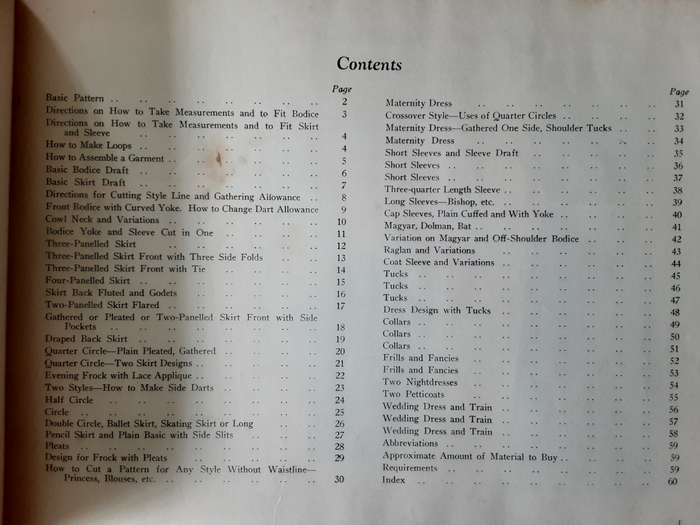 Contents
Page
Basic Pattern .. .. .. .. .. .. .. 2
Directions on How to Take Measurements and to Fit Bodice 3
Directions on How to Take Measurements and to Fit Skirt
and Sleeve .. .. .. .. .. .. 4
How to Make Loops .. .. .. .. .. .. 4
How to Assemble a Garment .. .. .. .. .. 5
Basic Bodice Draft .. .. .. .. .. .. 6
Basic Skirt Draft .. .. .. .. .. .. 7
Directions for Cutting Style Line and Gathering Allowance .. 8
Front Bodice with Curved Yoke. How to Change Dart Allowance 9
Cowl Neck and Variations .. .. .. .. .. 10
Bodice Yoke and Sleeve Cut in One .. .. .. .. 11
Three-Panelled Skirt .. .. .. .. .. 12
Three-Panelled Skirt Front with Three Side Folds .. .. 13
Three-Panelled Skirt Front with Tie .. .. .. .. 14
Four-Panelled Skirt .. .. .. .. .. .. 15
Skirt Back Fluted and Godets .. .. .. .. 16
Two-Panelled Skirt Flared .. .. .. .. .. 17
Gathered or Pleated or Two-Panelled Skirt Front with Side
Pockets .. .. .. .. .. .. .. 18
Draped Back Skirt .. .. .. .. .. .. 19
Quarter Circle—Plain Pleated, Gathered .. .. .. .. 20
Quarter Circle—Two Skirt Designs .. .. .. .. 21
Evening Frock with Lace Applique .. .. .. .. 22
Two Styles—How to Make Side Darts .. .. .. .. 23
Half Circle .. .. .. .. .. .. .. 24
Circle .. .. .. .. .. .. .. .. 25
Double Circle, Ballet Skirt, Skating Skirt or Long .. .. 26
Pencil Skirt and Plain Basic with Side Slits .. .. .. 27
Pleats .. .. .. .. .. .. .. .. 28
Design for Frock with Pleats .. .. .. .. .. 29
How to Cut a Pattern for Any Style Without Waistline—
Princess, Blouses, etc. .. .. .. .. .. .. 30
Page
Maternity Dress .. .. .. .. .. .. 31
Crossover Style—Uses of Quarter Circles .. .. .. .. 32
Maternity Dress—Gathered One Side, Shoulder Tucks .. .. 33
Maternity Dress .. .. .. .. .. .. 34
Short Sleeves and Sleeve Draft .. .. .. .. 35
Short Sleeves .. .. .. .. .. .. .. 36
Short Sleeves .. .. .. .. .. .. .. 37
Three-quarter Length Sleeve .. .. .. .. .. 38
Long Sleeves—Bishop, etc. .. .. .. .. .. 39
Cap Sleeves, Plain Cuffed and With Yoke .. .. .. .. 40
Magyar, Dolman, Bat .. .. .. .. .. .. 41
Variation on Magyar and Off-Shoulder Bodice .. .. .. 42
Raglan and Variations .. .. .. .. .. 43
Coat Sleeve and Variations .. .. .. .. .. 44
Tucks .. .. .. .. .. .. .. .. 45
Tucks .. .. .. .. .. .. .. .. 46
Tucks .. .. .. .. .. .. .. .. 47
Dress Design with Tucks .. .. .. .. .. 48
Collars .. .. .. .. .. .. .. .. 49
Collars .. .. .. .. .. .. .. .. 50
Collars .. .. .. .. .. .. .. .. 51
Frills and Fancies .. .. .. .. .. .. 52
Frills and Fancies .. .. .. .. .. .. 53
Two Nightdresses .. .. .. .. .. .. 54
Two Petticoats .. .. .. .. .. .. 55
Wedding Dress and Train .. .. .. .. .. 56
Wedding Dress and Train .. .. .. .. .. 57
Wedding Dress and Train .. .. .. .. .. 58
Abbreviations .. .. .. .. .. .. .. 59
Approximate Amount of Material to Buy .. .. .. .. 59
Requirements .. .. .. .. .. .. .. 59
Index .. .. .. .. .. .. .. .. 60